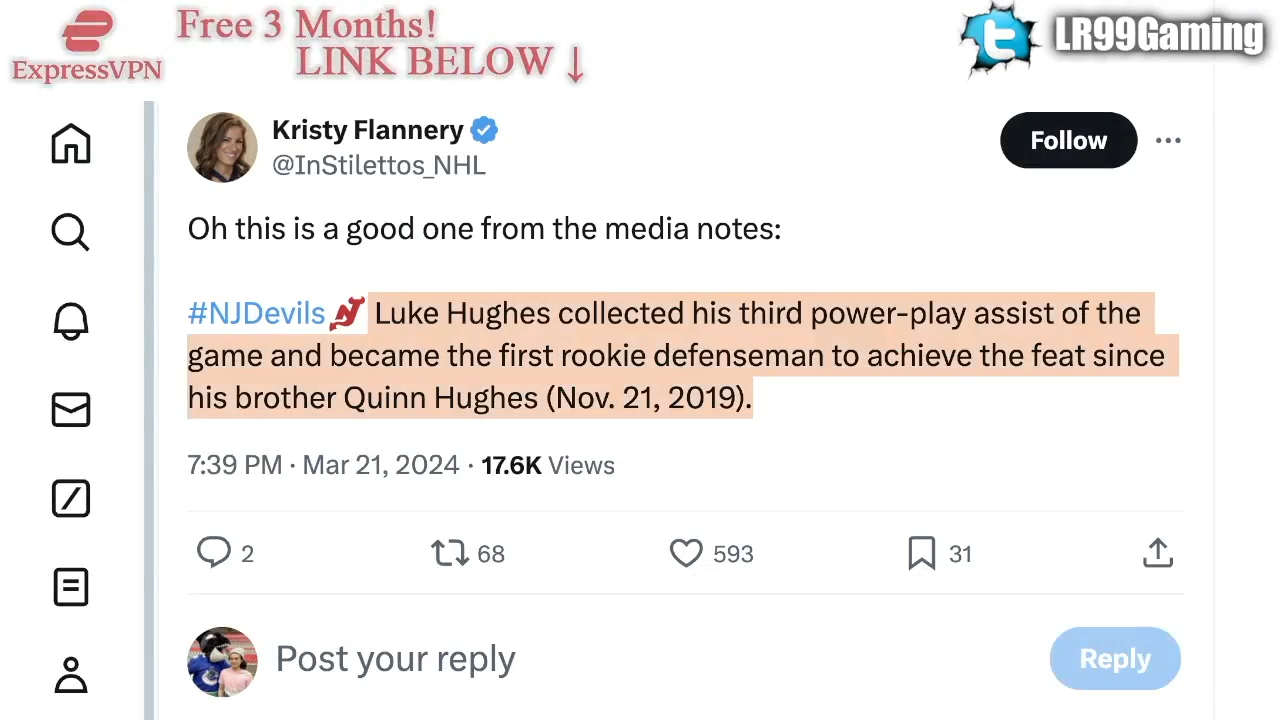 Free 3 Months!
LINK BELOW ↓
ExpressVPN
LR99Gaming
Kristy Flannery
@InStilettos_NHL
Follow
Oh this is a good one from the media notes:
#NJDevils Luke Hughes collected his third power-play assist of the
game and became the first rookie defenseman to achieve the feat since
his brother Quinn Hughes (Nov. 21, 2019).
7:39 PM · Mar 21, 2024 · 17.6K Views
2 68 593 31
Post your reply
Reply